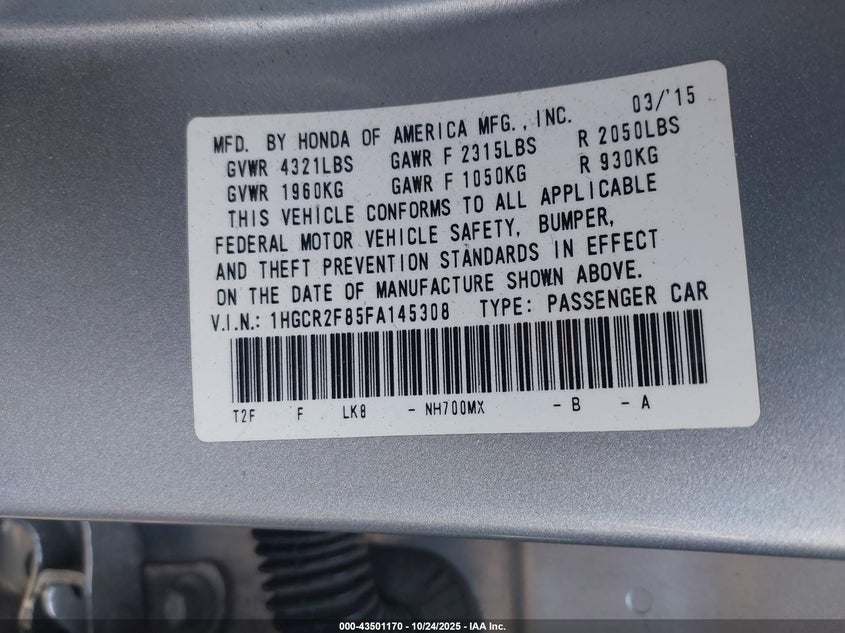 03/'15
MFD. BY HONDA OF AMERICA MFG., INC.
GVWR 4321LBS GAWR F 2315LBS R 2050LBS
GVWR 1960KG GAWR F 1050KG R 930KG
THIS VEHICLE CONFORMS TO ALL APPLICABLE
FEDERAL MOTOR VEHICLE SAFETY, BUMPER,
AND THEFT PREVENTION STANDARDS IN EFFECT
ON THE DATE OF MANUFACTURE SHOWN ABOVE.
V.I.N.: 1HGCR2F85FA145308 TYPE: PASSENGER CAR
T2F F LK8 - NH700MX - B - A
000-43501170 | 10/24/2025 - IAA Inc.